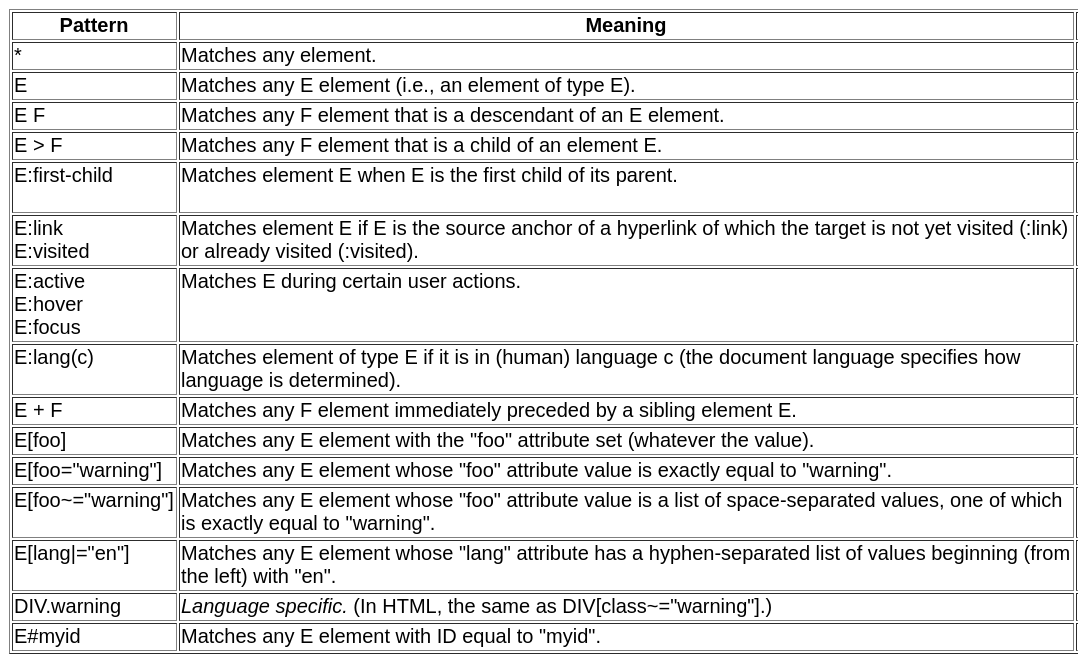 Pattern Meaning
* Matches any element.
E Matches any E element (i.e., an element of type E).
E F Matches any F element that is a descendant of an E element.
E > F Matches any F element that is a child of an element E.
E:first-child Matches element E when E is the first child of its parent.
E:link Matches element E if E is the source anchor of a hyperlink of which the target is not yet visited (:link)
E:visited or already visited (:visited).
E:active Matches E during certain user actions.
E:hover
E:focus
E:lang(c) Matches element of type E if it is in (human) language c (the document language specifies how
language is determined).
E + F Matches any F element immediately preceded by a sibling element E.
E[foo] Matches any E element with the "foo" attribute set (whatever the value).
E[foo="warning"] Matches any E element whose "foo" attribute value is exactly equal to "warning".
E[foo~="warning"] Matches any E element whose "foo" attribute value is a list of space-separated values, one of which
is exactly equal to "warning".
E[lang|="en"] Matches any E element whose "lang" attribute has a hyphen-separated list of values beginning (from
the left) with "en".
DIV.warning Language specific. (In HTML, the same as DIV[class~="warning"].)
E#myid Matches any E element with ID equal to "myid".